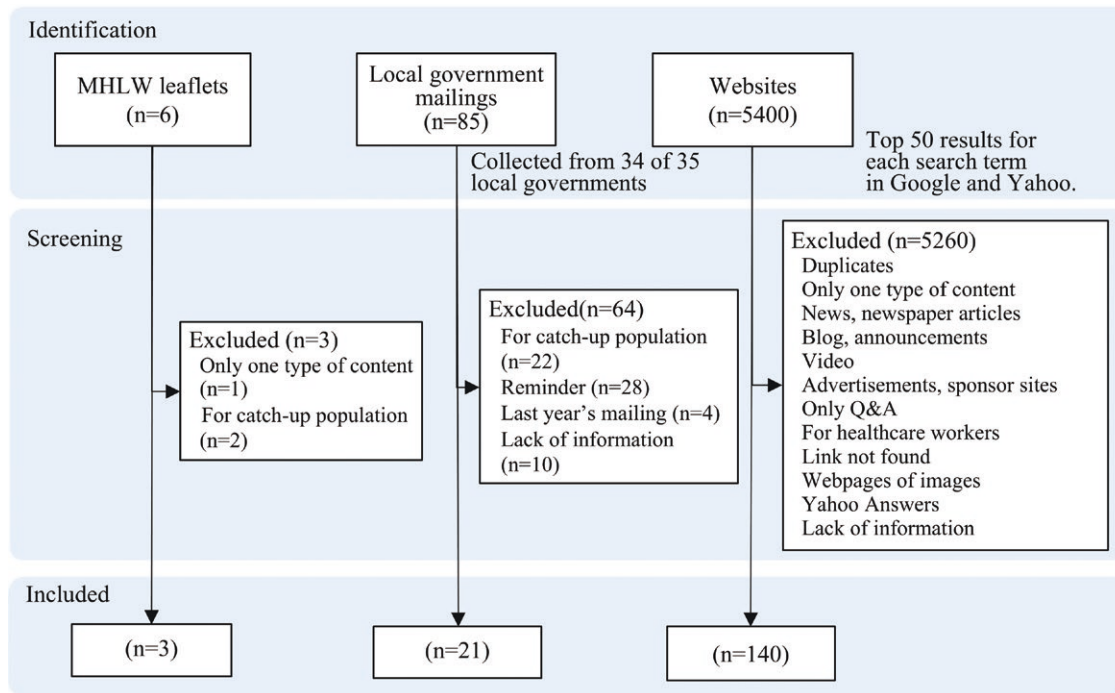 Identification
MHLW leaflets
(n=6)
Local government
mailings
(n=85)
Websites
(n=5400)
Collected from 34 of 35
local governments
Top 50 results for
each search term
in Google and Yahoo.
Screening
Excluded (n=3)
Only one type of content
(n=1)
For catch-up population
(n=2)
Excluded(n=64)
For catch-up population
(n=22)
Reminder (n=28)
Last year's mailing (n=4)
Lack of information
(n=10)
Excluded (n=5260)
Duplicates
Only one type of content
News, newspaper articles
Blog, announcements
Video
Advertisements, sponsor sites
Only Q&A
For healthcare workers
Link not found
Webpages of images
Yahoo Answers
Lack of information
Included
(n=3)
(n=21)
(n=140)